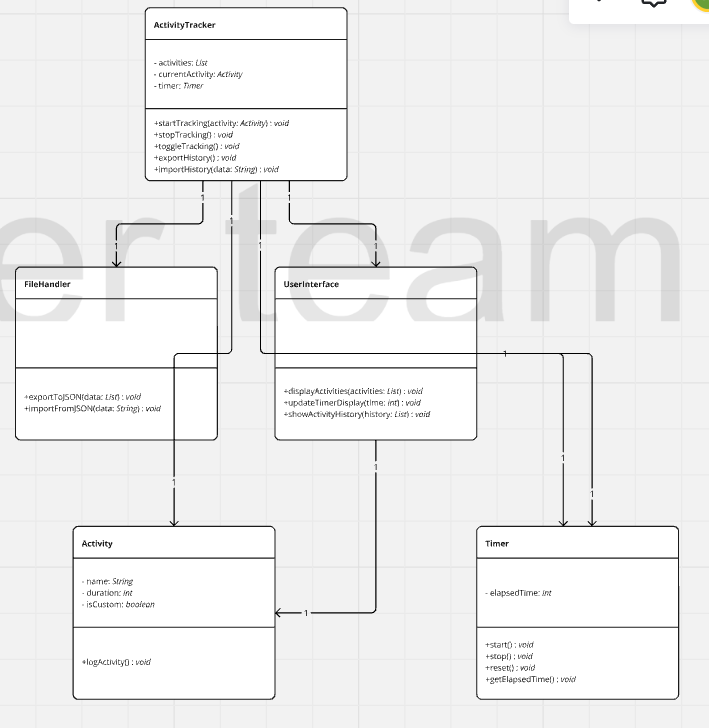 ActivityTracker
- activities: List
- currentActivity: Activity
- timer: Timer
+startTracking(activity: Activity) : void
+stopTracking() : void
+toggleTracking() : void
+exportHistory() : void
+importHistory(data: String) : void
1
1
1
1
er team
1
1
FileHandler
+exportToJSON(data: List) : void
+importFromJSON(data: String) : void
UserInterface
+displayActivities(activities: List) : void
+updateTimerDisplay(time: int) : void
+showActivityHistory(history: List) : void
1
1
1
1
1
Activity
- name: String
- duration: int
- isCustom: boolean
+logActivity() : void
1
Timer
- elapsedTime: int
+start() : void
+stop() : void
+reset() : void
+getElapsedTime() : void